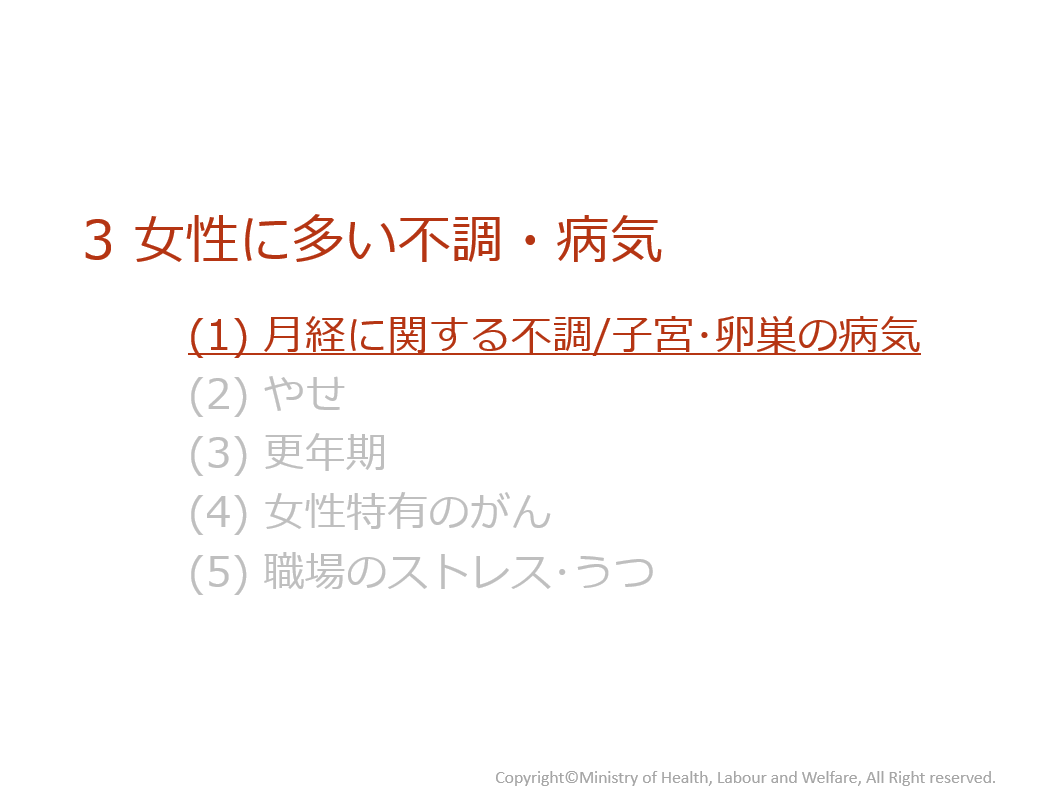 3 女性に多い不調・病気
(1) 月経に関する不調/子宮･卵巣の病気
(2) やせ
(3) 更年期
(4) 女性特有のがん
(5) 職場のストレス･うつ
Copyright©Ministry of Health, Labour and Welfare, All Right reserved.